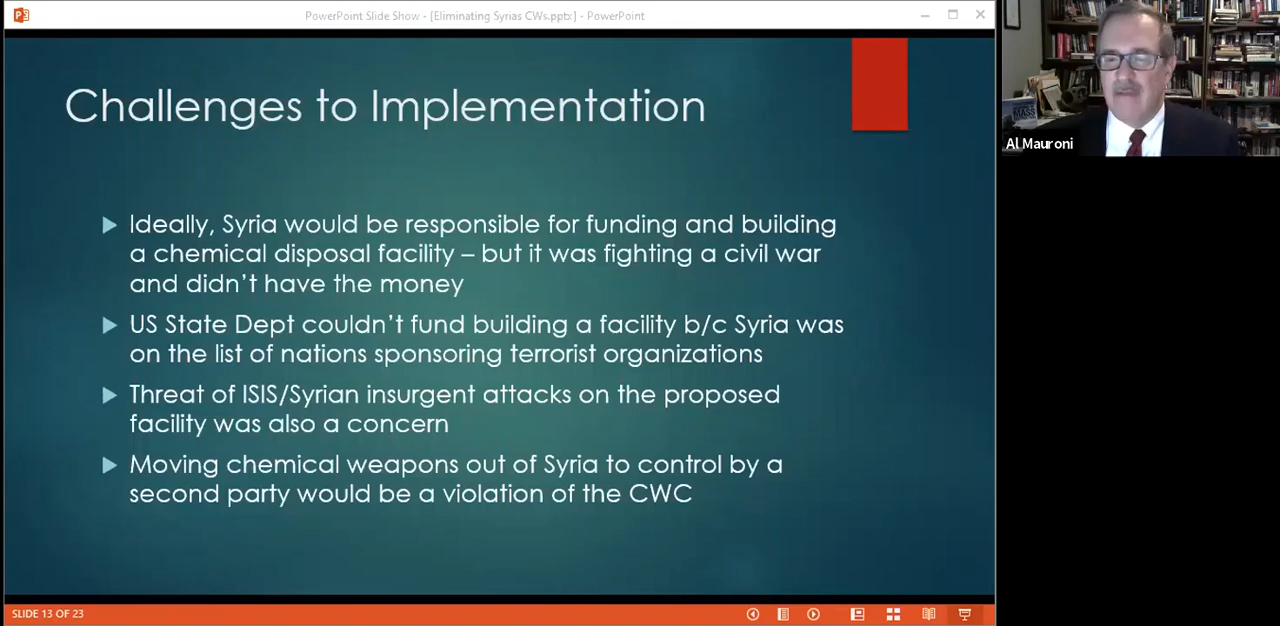 PowerPoint Slide Show - [Eliminating Syrias CWs.pptx] - PowerPoint
Challenges to Implementation
Al Mauroni
Ideally, Syria would be responsible for funding and building
a chemical disposal facility – but it was fighting a civil war
and didn't have the money
US State Dept couldn't fund building a facility b/c Syria was
on the list of nations sponsoring terrorist organizations
Threat of ISIS/Syrian insurgent attacks on the proposed
facility was also a concern
Moving chemical weapons out of Syria to control by a
second party would be a violation of the CWC
SLIDE 13 OF 23